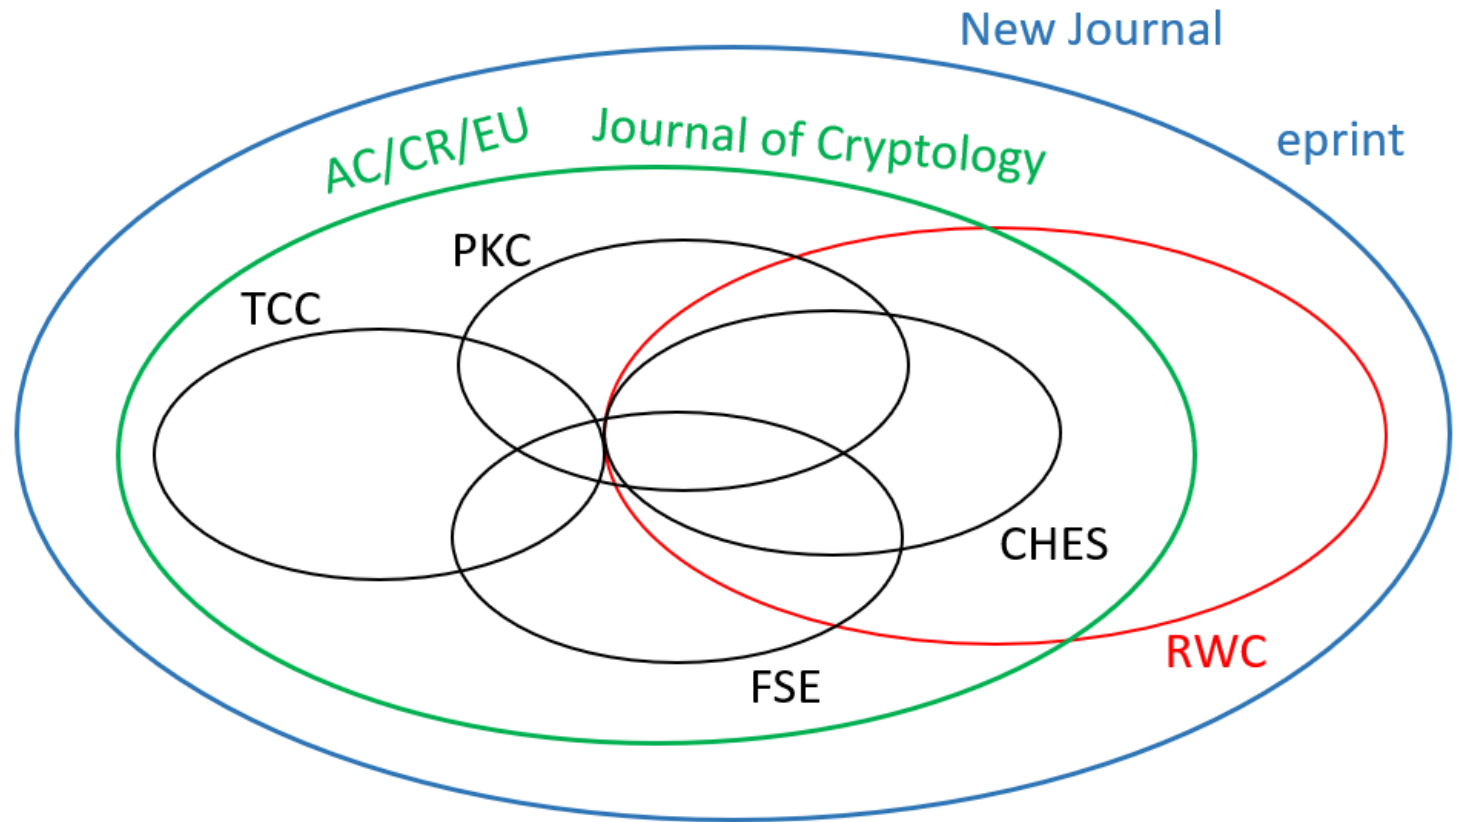 New Journal
eprint
AC/CR/EU
Journal of Cryptology
PKC
TCC
CHES
RWC
FSE